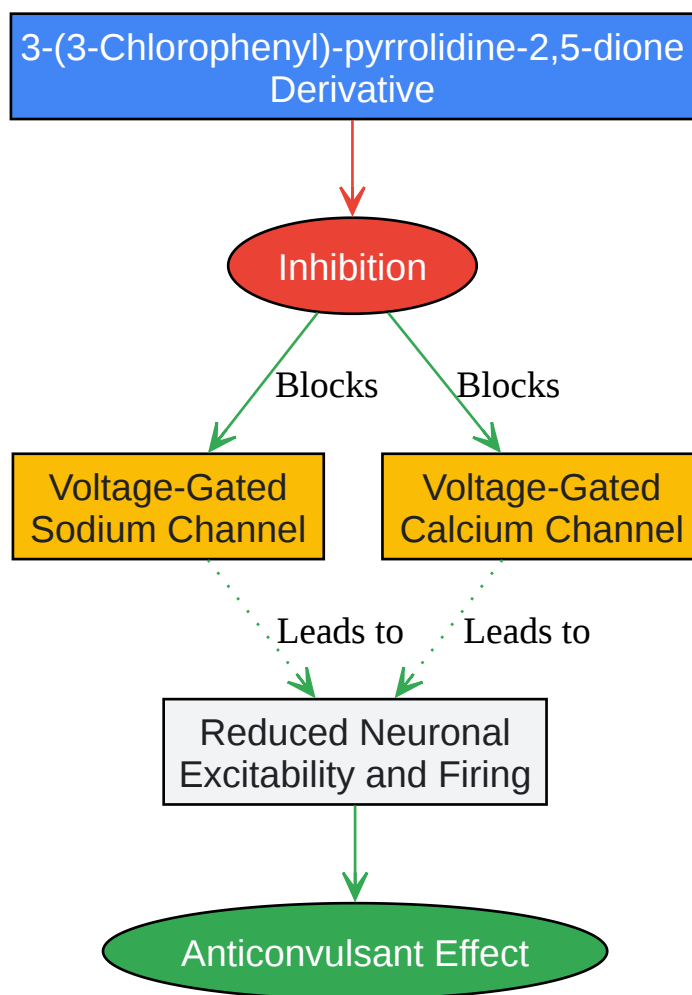 3-(3-Chlorophenyl)-pyrrolidine-2,5-dione
Derivative
Inhibition
Blocks
Blocks
Voltage-Gated
Sodium Channel
Voltage-Gated
Calcium Channel
Leads to
Leads to
Reduced Neuronal
Excitability and Firing
Anticonvulsant Effect